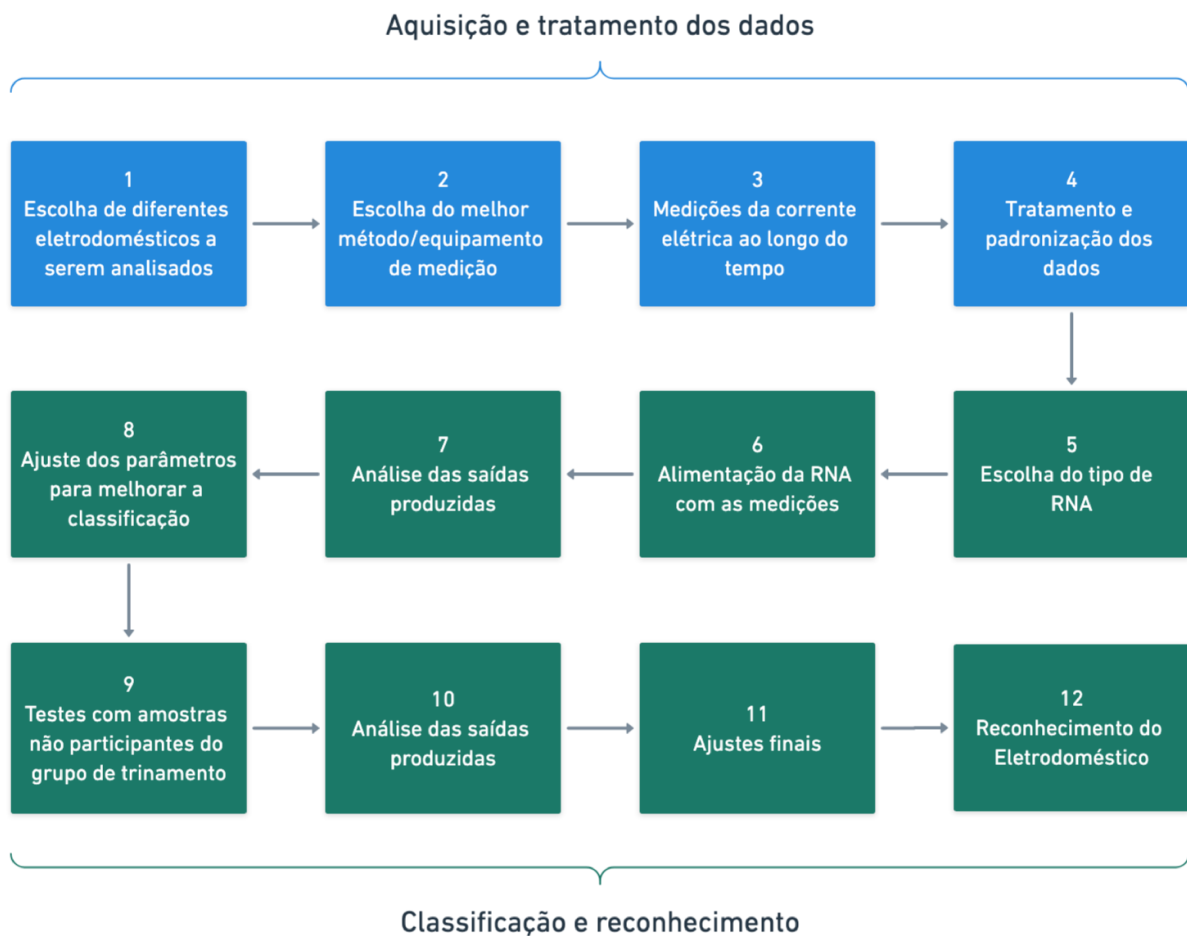 Aquisição e tratamento dos dados
1
Escolha de diferentes
eletrodomésticos a
serem analisados
2
Escolha do melhor
método/equipamento
de medição
3
Medições da corrente
elétrica ao longo do
tempo
4
Tratamento e
padronização dos
dados
5
Escolha do tipo de
RNA
6
Alimentação da RNA
com as medições
7
Análise das saídas
produzidas
8
Ajuste dos parâmetros
para melhorar a
classificação
9
Testes com amostras
não participantes do
grupo de trinamento
10
Análise das saídas
produzidas
11
Ajustes finais
12
Reconhecimento do
Eletrodoméstico
Classificação e reconhecimento